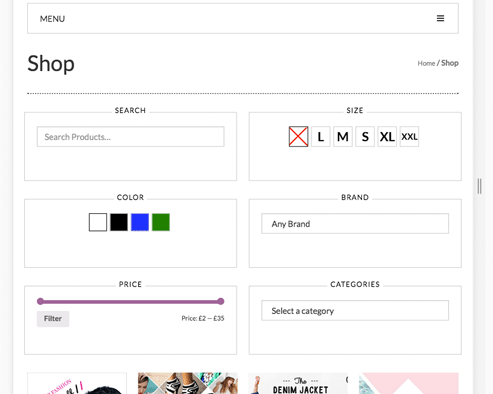 MENU
Shop
Home / Shop
SEARCH
Search Products...
SIZE
L M S XL XXL
COLOR
BRAND
Any Brand
PRICE
Filter
Price: £2 — £35
CATEGORIES
Select a category
FASHION
The
DENIM JACKET